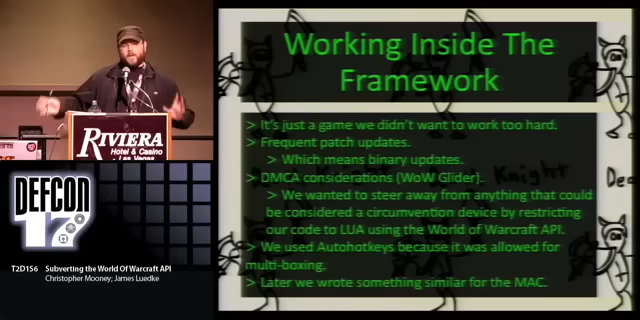 Working Inside The
Framework
> It's just a game we didn't want to work too hard.
> Frequent patch updates.
> Which means binary updates.
> DMCA considerations (WoW Glider).
> We wanted to steer away from anything that could
be considered a circumvention device by restricting
our code to LUA using the World of Warcraft API.
> We used Autohotkeys because it was allowed for
multi-boxing.
> Later we wrote something similar for the MAC.
Knight
RIVIERA
Hotel & Casino
Las Vegas
DEFCON
17
T2D156 Subverting the World Of Warcraft API
Christopher Mooney; James Luedke